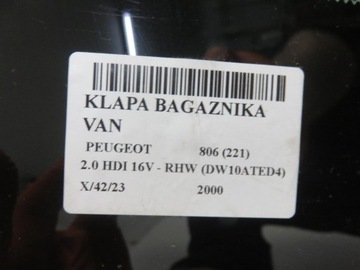 KLAPA BAGAZNIKA
VAN
PEUGEOT 806 (221)
2.0 HDI 16V - RHW (DW10ATED4)
X/42/23 2000